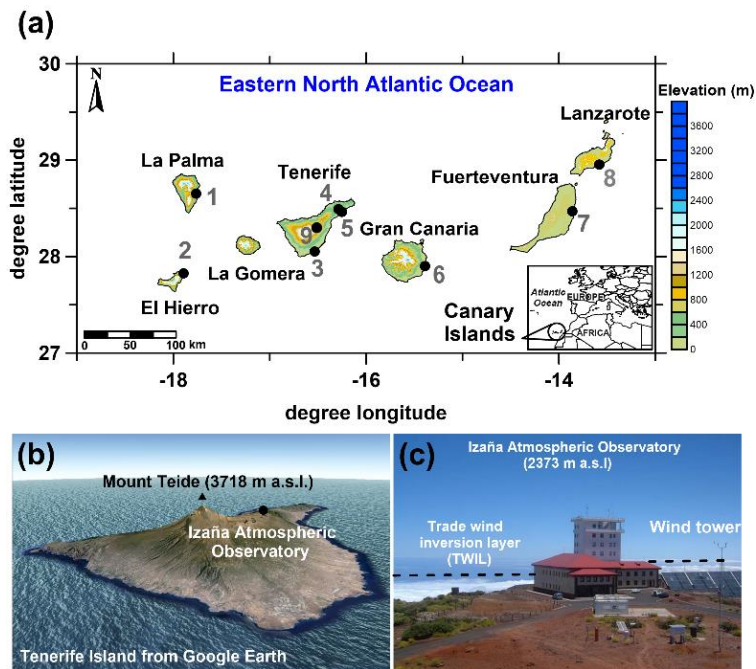 (a)
30
29
28
27
degree latitude
N
Eastern North Atlantic Ocean
La Palma
1
2
El Hierro
La Gomera
Tenerife
4
5
9
3
Gran Canaria
6
Fuerteventura
7
Lanzarote
8
0 50 100 km
-18 -16 -14
degree longitude
Atlantic
Ocean
EUROPE
AFRICA
Canary
Islands
Elevation (m)
3600
3200
2800
2400
2000
1600
1200
800
400
0
(b)
Mount Teide (3718 m a.s.l.)
Izaña Atmospheric
Observatory
Tenerife Island from Google Earth
(c)
Izaña Atmospheric Observatory
(2373 m a.s.l)
Trade wind
inversion layer
(TWIL)
Wind tower